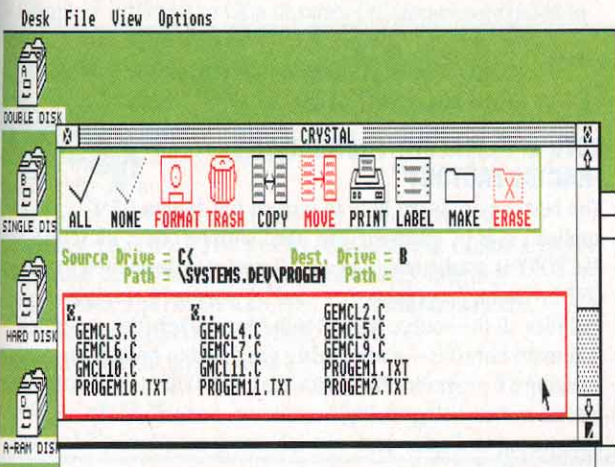 Desk File View Options
A
DOUBLE DISK
CRYSTAL
B
SINGLE DIS
ALL NONE FORMAT TRASH COPY MOVE PRINT LABEL MAKE ERASE
Source Drive = C< Dest. Drive = B
Path = \SYSTEMS.DEV\PROGEM Path =
C
HARD DISK
.. GEMCL2.C
GEMCL3.C GEMCL4.C GEMCL5.C
GEMCL6.C GEMCL7.C GEMCL9.C
GMCL10.C GMCL11.C PROGEM1.TXT
PROGEM10.TXT PROGEM11.TXT PROGEM2.TXT
D
A-RAM DIS